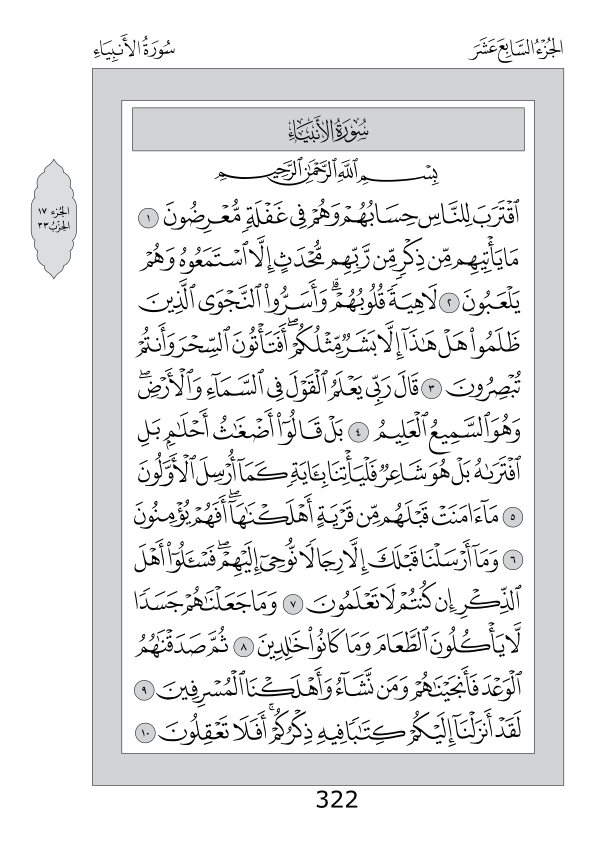 الجُزْءُ السَّابِعَ عَشَرَ
سُورَةُ الأَنبِيَاءِ
سُورَةُ الأَنبِيَاءِ
بِسْمِ اللَّهِ الرَّحْمَٰنِ الرَّحِيمِ
ٱقْتَرَبَ لِلنَّاسِ حِسَابُهُمْ وَهُمْ فِى غَفْلَةٍ مُّعْرِضُونَ ١
مَا يَأْتِيهِم مِّن ذِكْرٍ مِّن رَّبِّهِم مُّحْدَثٍ إِلَّا ٱسْتَمَعُوهُ وَهُمْ
يَلْعَبُونَ ٢ لَاهِيَةً قُلُوبُهُمْ ۗ وَأَسَرُّوا۟ ٱلنَّجْوَى ٱلَّذِينَ
ظَلَمُوا۟ هَلْ هَٰذَآ إِلَّا بَشَرٌ مِّثْلُكُمْ ۖ أَفَتَأْتُونَ ٱلسِّحْرَ وَأَنتُمْ
تُبْصِرُونَ ٣ قَالَ رَبِّى يَعْلَمُ ٱلْقَوْلَ فِى ٱلسَّمَآءِ وَٱلْأَرْضِ ۖ
وَهُوَ ٱلسَّمِيعُ ٱلْعَلِيمُ ٤ بَلْ قَالُوٓا۟ أَضْغَٰثُ أَحْلَٰمٍۭ بَلِ
ٱفْتَرَىٰهُ بَلْ هُوَ شَاعِرٌ فَلْيَأْتِنَا بِـَٔايَةٍ كَمَآ أُرْسِلَ ٱلْأَوَّلُونَ
٥ مَآ ءَامَنَتْ قَبْلَهُم مِّن قَرْيَةٍ أَهْلَكْنَٰهَآ ۖ أَفَهُمْ يُؤْمِنُونَ
٦ وَمَآ أَرْسَلْنَا قَبْلَكَ إِلَّا رِجَالًا نُّوحِىٓ إِلَيْهِمْ ۖ فَسْـَٔلُوٓا۟ أَهْلَ
ٱلذِّكْرِ إِن كُنتُمْ لَا تَعْلَمُونَ ٧ وَمَا جَعَلْنَٰهُمْ جَسَدًا
لَّا يَأْكُلُونَ ٱلطَّعَامَ وَمَا كَانُوا۟ خَٰلِدِينَ ٨ ثُمَّ صَدَقْنَٰهُمُ
ٱلْوَعْدَ فَأَنجَيْنَٰهُمْ وَمَن نَّشَآءُ وَأَهْلَكْنَا ٱلْمُسْرِفِينَ ٩
لَقَدْ أَنزَلْنَآ إِلَيْكُمْ كِتَٰبًا فِيهِ ذِكْرُكُمْ ۖ أَفَلَا تَعْقِلُونَ ١٠
الجُزْء ١٧
الحِزْب ٣٣
322